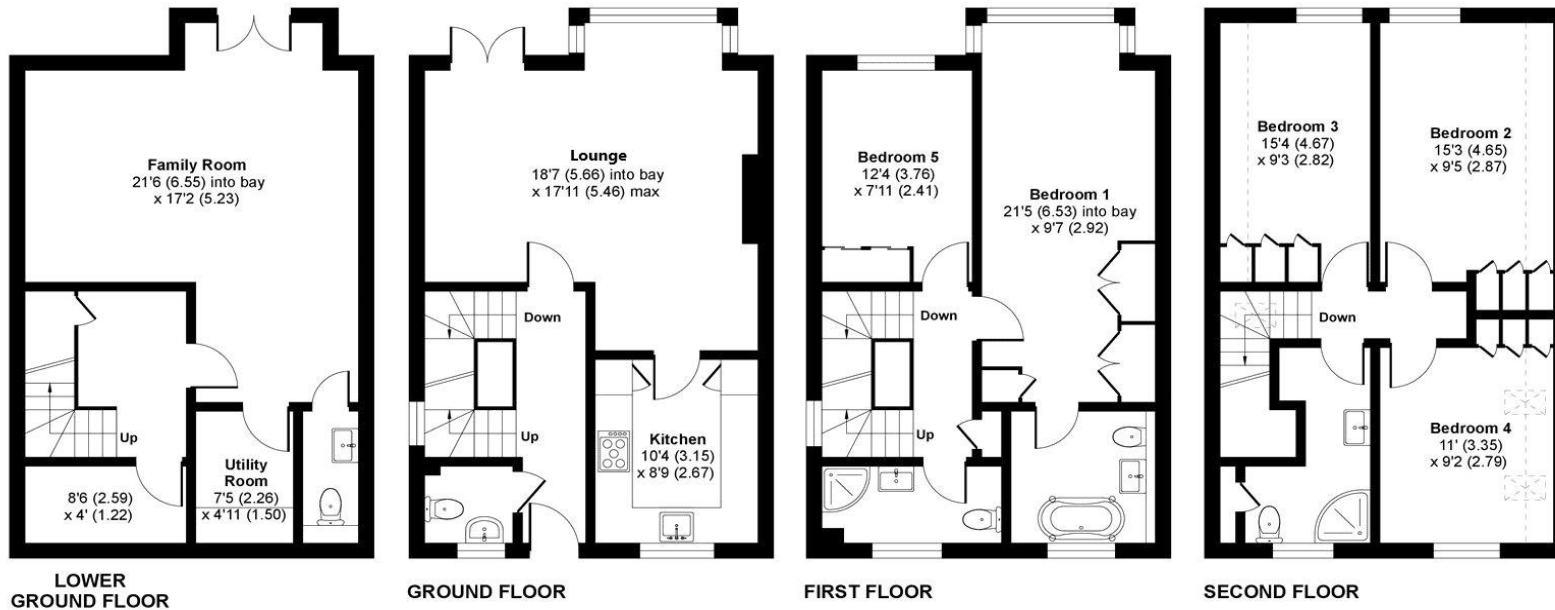 Family Room
21'6 (6.55) into bay
x 17'2 (5.23)
Up
8'6 (2.59)
x 4' (1.22)
Utility
Room
7'5 (2.26)
x 4'11 (1.50)
LOWER
GROUND FLOOR
Lounge
18'7 (5.66) into bay
x 17'11 (5.46) max
Down
Up
Kitchen
10'4 (3.15)
x 8'9 (2.67)
GROUND FLOOR
Bedroom 5
12'4 (3.76)
x 7'11 (2.41)
Bedroom 1
21'5 (6.53) into bay
x 9'7 (2.92)
Down
Up
FIRST FLOOR
Bedroom 3
15'4 (4.67)
x 9'3 (2.82)
Bedroom 2
15'3 (4.65)
x 9'5 (2.87)
Down
Bedroom 4
11' (3.35)
x 9'2 (2.79)
SECOND FLOOR